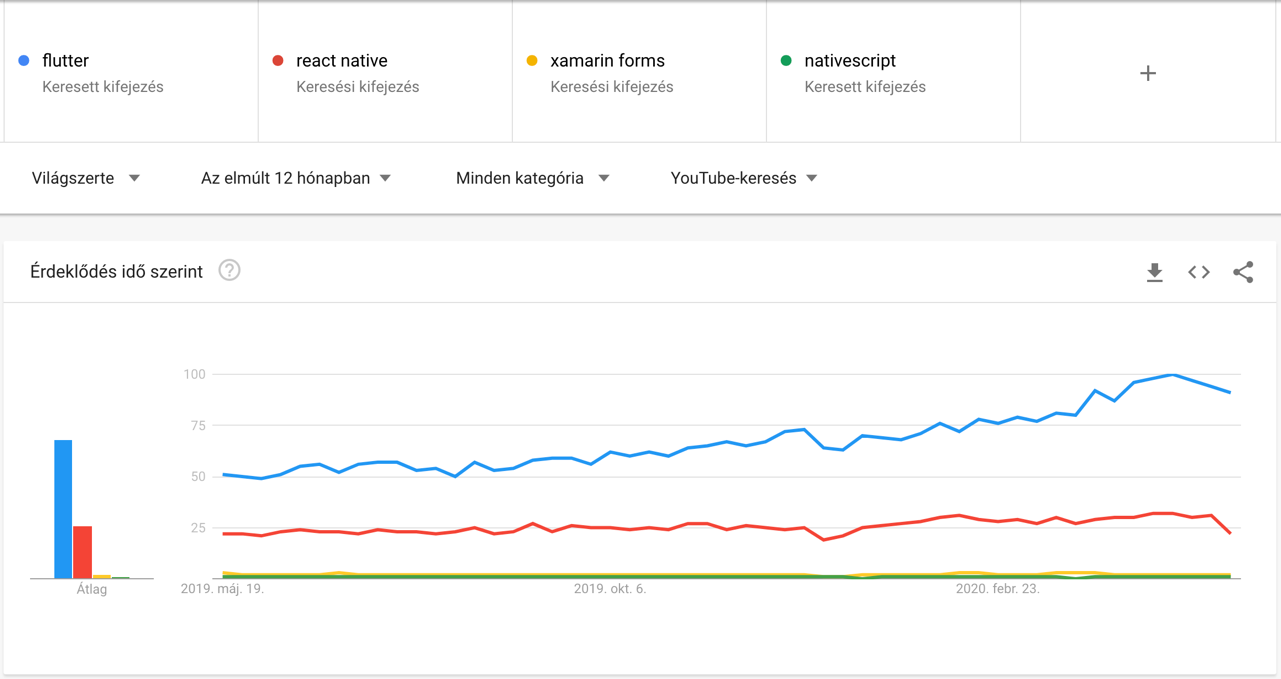 flutter
Keresett kifejezés
react native
Keresési kifejezés
xamarin forms
Keresési kifejezés
nativescript
Keresett kifejezés
+
Világszerte
Az elmúlt 12 hónapban
Minden kategória
YouTube-keresés
Érdeklődés idő szerint
?
100
75
50
25
Átlag
2019. máj. 19.
2019. okt. 6.
2020. febr. 23.